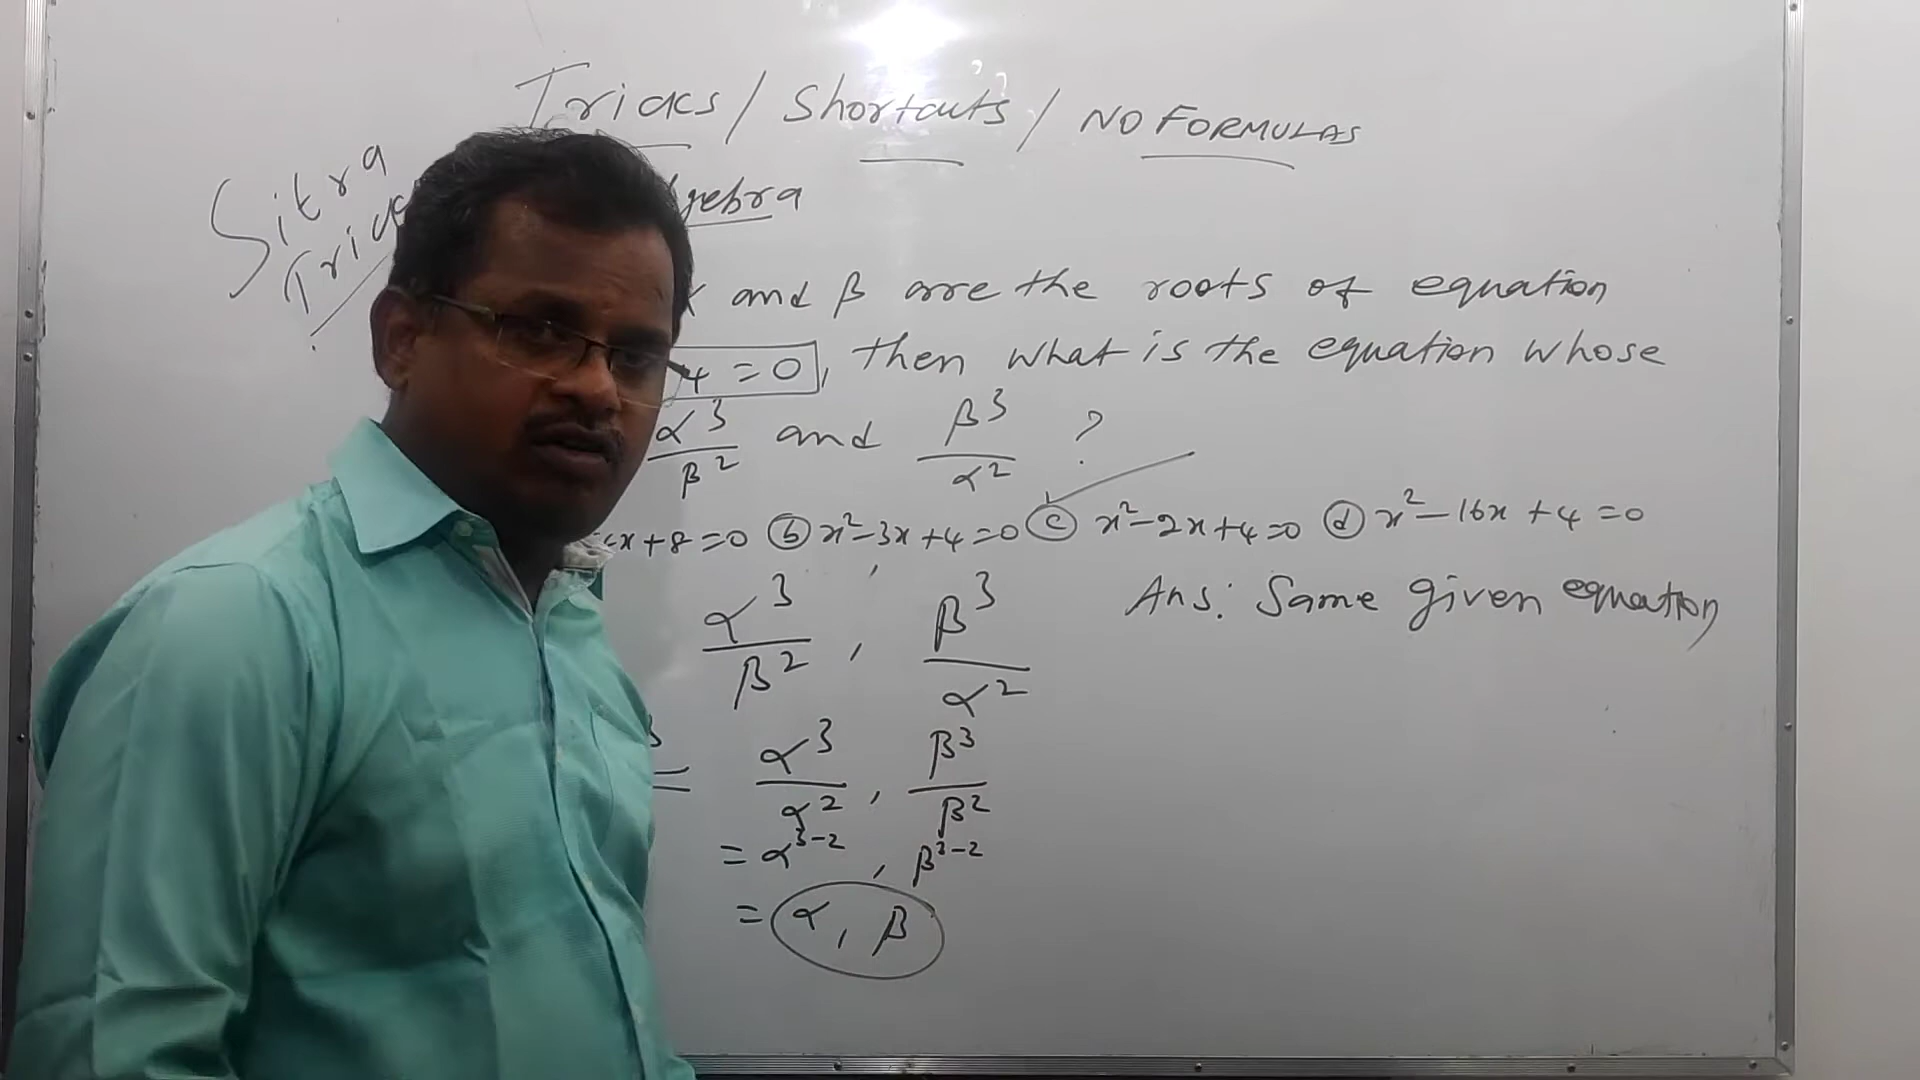 Tricks / Shortcuts / NO FORMULAS
Sitra
gebra
and β are the roots of equation
4 = 0, then what is the equation whose
α³/β² and β³/α² ?
x + 8 = 0 (b) x² - 3x + 4 = 0 (c) x² - 2x + 4 = 0 (d) x² - 16x + 4 = 0
α³/β² , β³/α²
Ans: Same given equation
= α³/α² , β³/β²
= α³⁻² , β³⁻²
= α, β